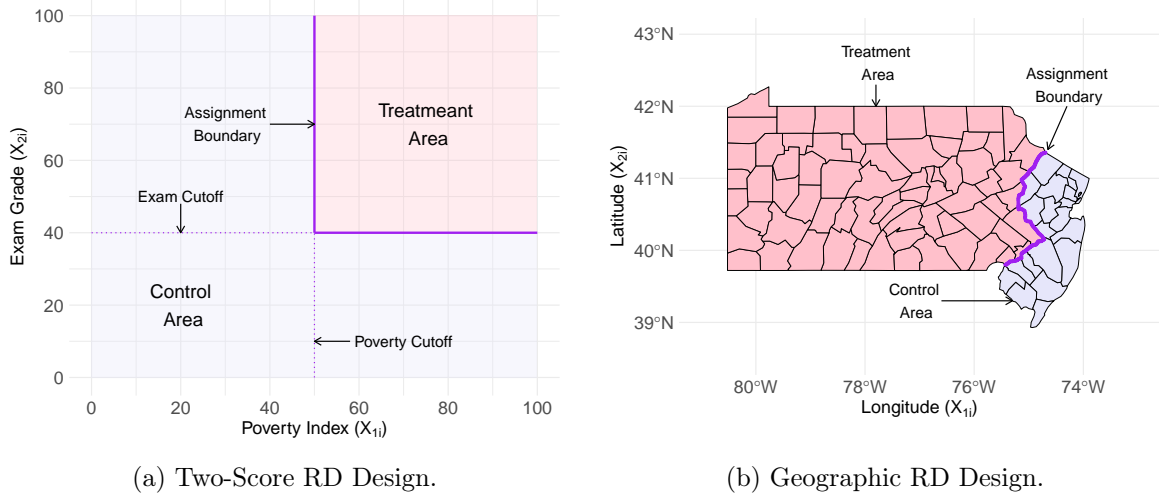 100
80
60
40
20
0
Exam Grade (X2i)
Assignment
Boundary
Treatmeant
Area
Exam Cutoff
Control
Area
Poverty Cutoff
0 20 40 60 80 100
Poverty Index (X1i)
(a) Two-Score RD Design.
43°N
42°N
41°N
40°N
39°N
Latitude (X2i)
Treatment
Area
Assignment
Boundary
Control
Area
80°W 78°W 76°W 74°W
Longitude (X1i)
(b) Geographic RD Design.